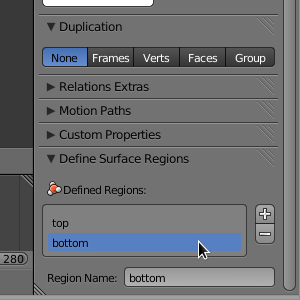 Duplication
None Frames Verts Faces Group
Relations Extras
Motion Paths
Custom Properties
Define Surface Regions
Defined Regions:
top
bottom
280
Region Name: bottom